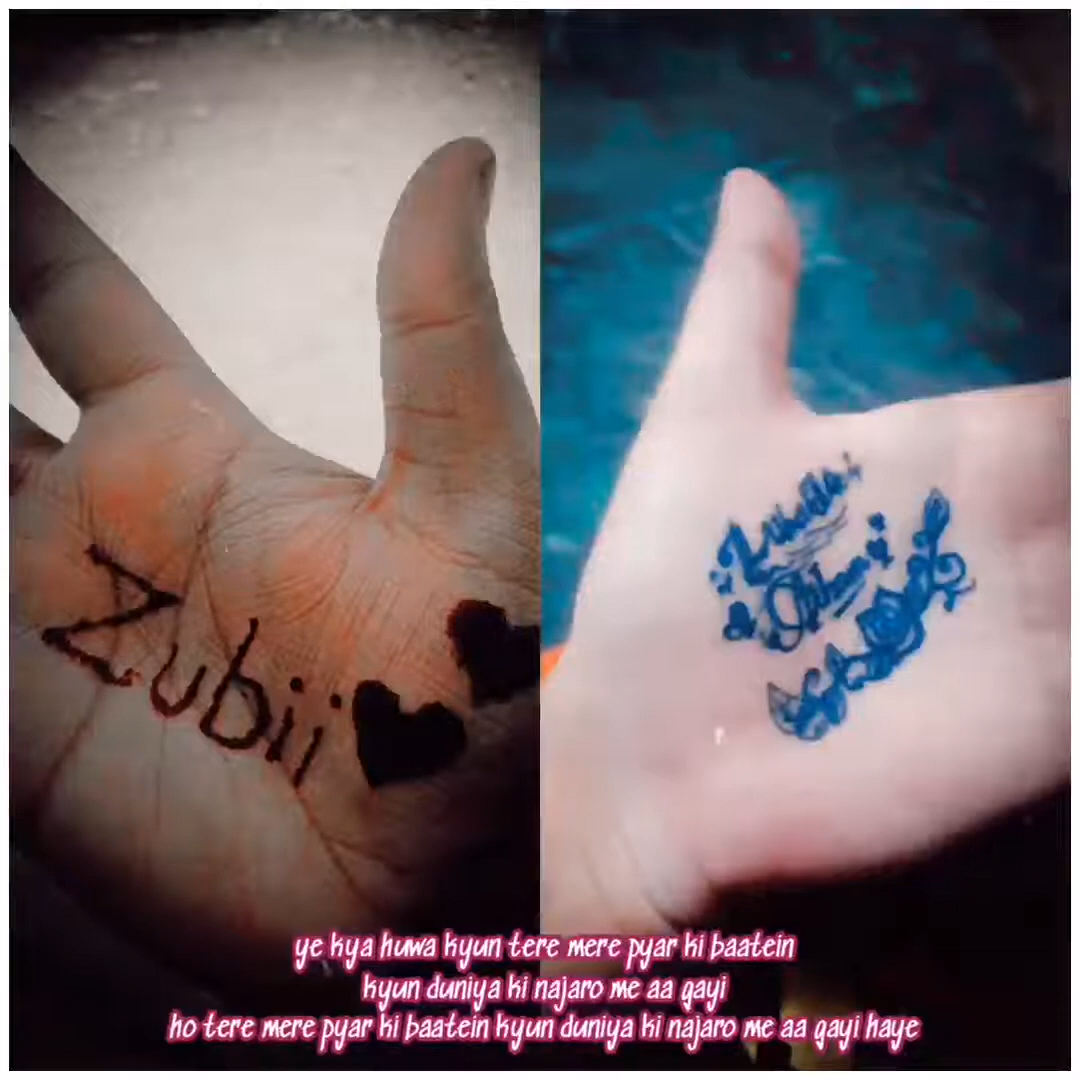 Zubii
ye kya huwa kyun tere mere pyar ki baatein
kyun duniya ki najaro me aa gayi
ho tere mere pyar ki baatein kyun duniya ki najaro me aa gayi haye